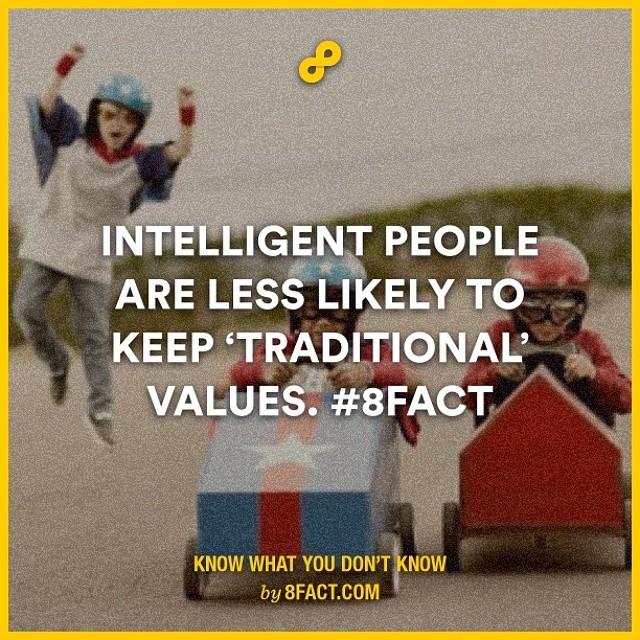 INTELLIGENT PEOPLE
ARE LESS LIKELY TO
KEEP ‘TRADITIONAL’
VALUES. #8FACT
KNOW WHAT YOU DON'T KNOW
by 8FACT.COM